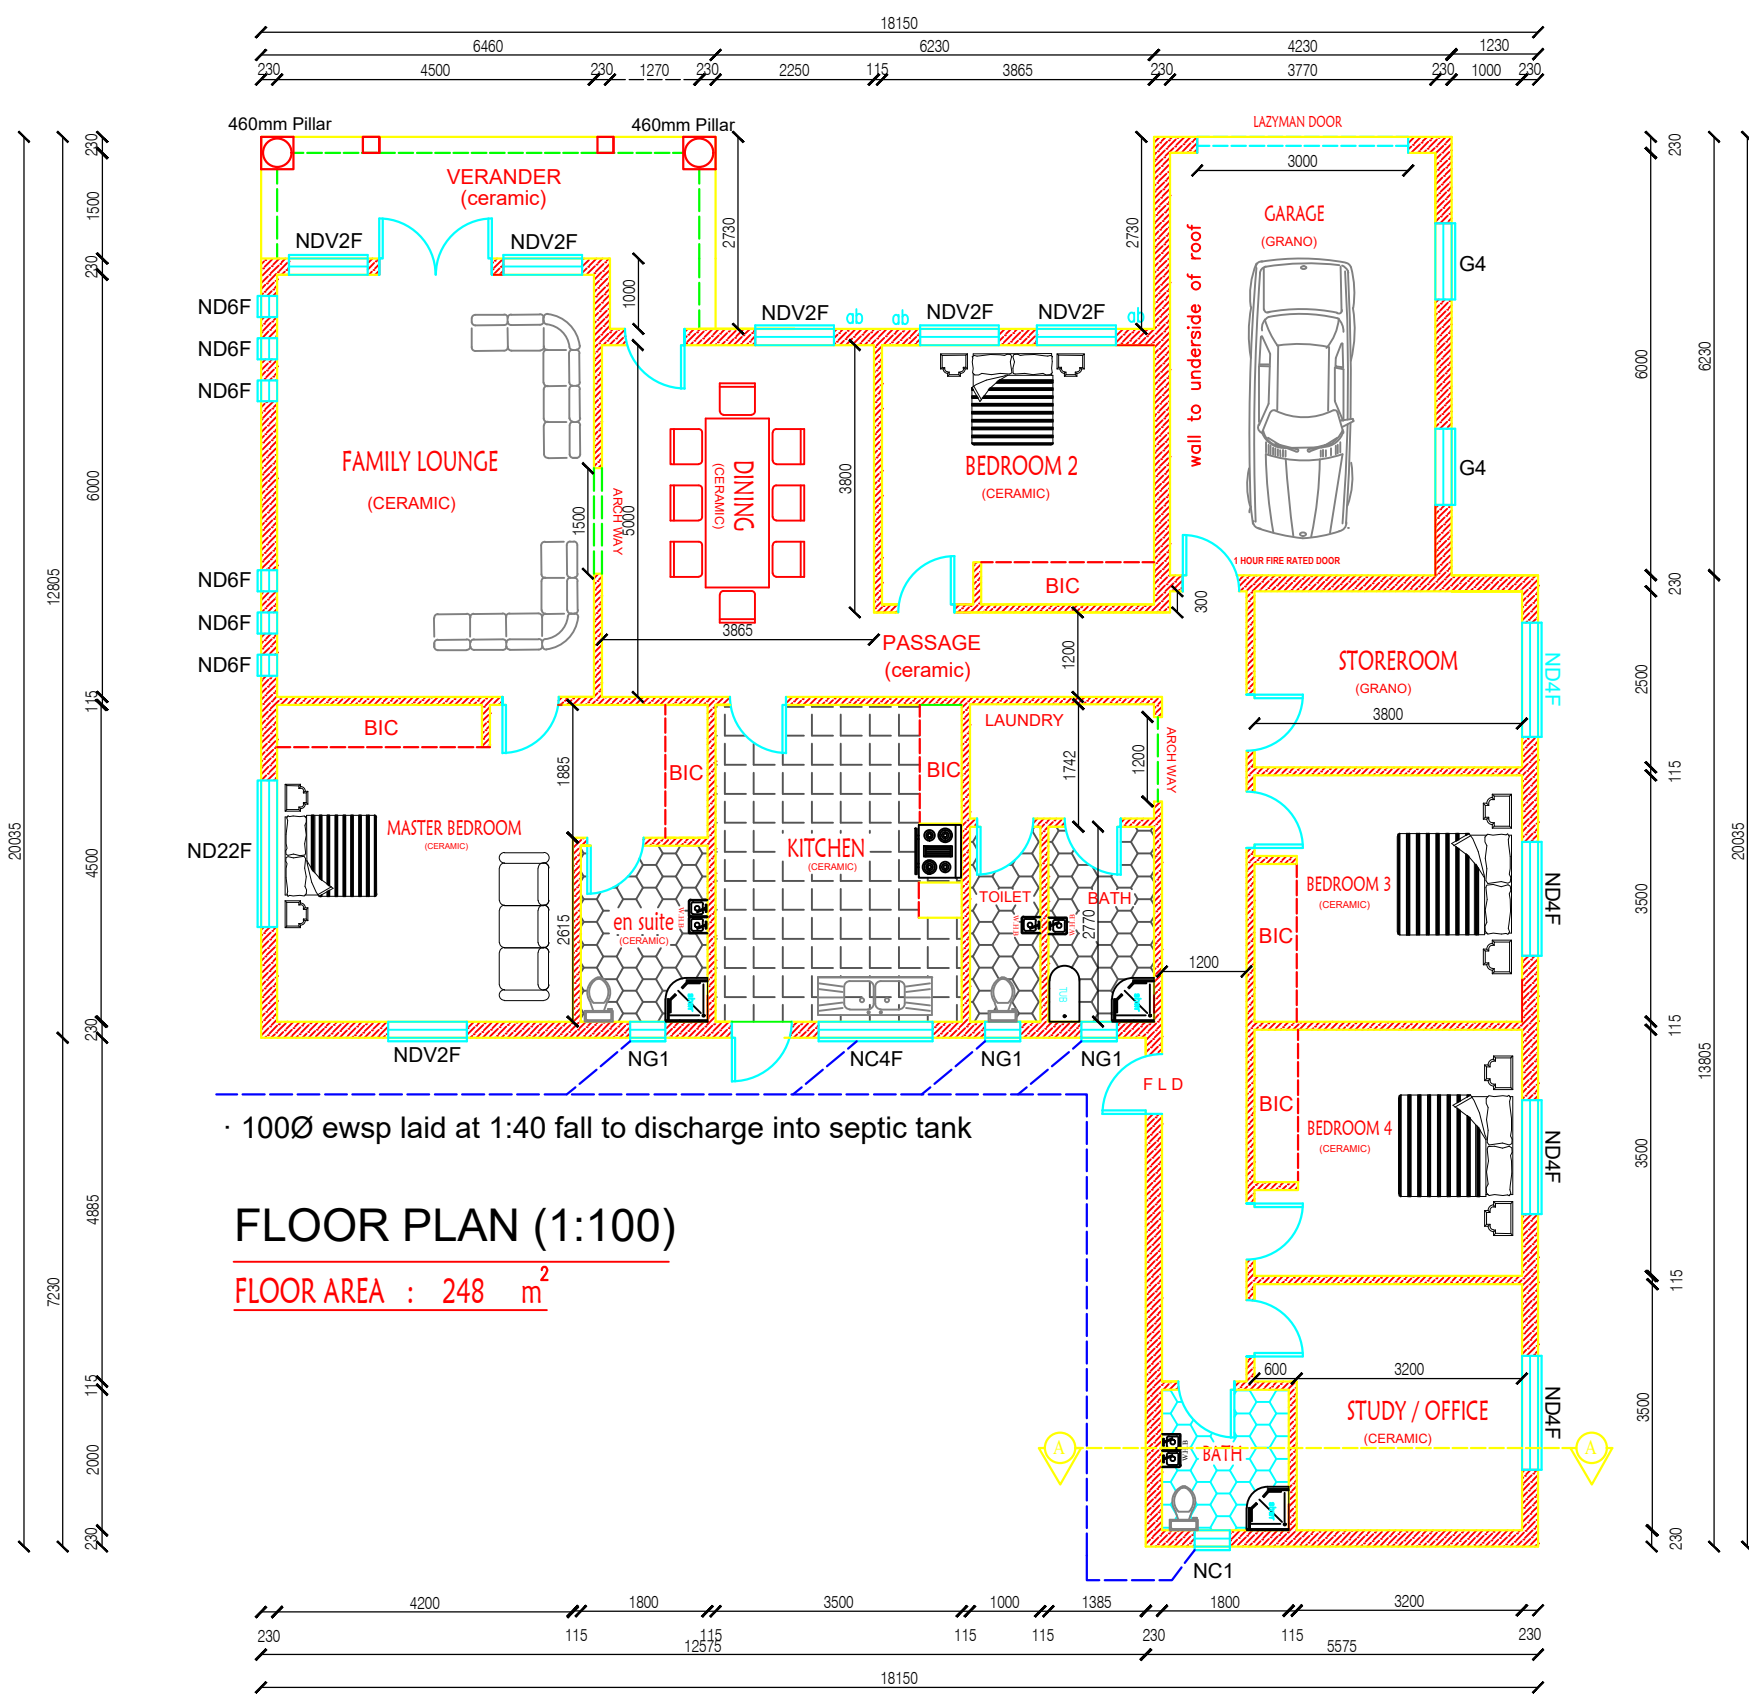 18150
6460 6230 4230 1230
230 4500 230 1270 230 2250 115 3865 230 3770 230 1000 230
460mm Pillar 460mm Pillar
LAZYMAN DOOR
3000
VERANDER
(ceramic)
NDV2F NDV2F
2730 2730
1000
GARAGE
(GRANO)
wall to underside of roof
G4
G4
1 HOUR FIRE RATED DOOR
ND6F
ND6F
ND6F
ND6F
ND6F
ND6F
NDV2F ab ab NDV2F NDV2F ab
FAMILY LOUNGE
(CERAMIC)
1500
ARCH WAY
5000
DINING
(CERAMIC)
3800
3865
BEDROOM 2
(CERAMIC)
BIC
300
PASSAGE
(ceramic)
1200
STOREROOM
(GRANO)
3800
ND4F
BIC
MASTER BEDROOM
(CERAMIC)
ND22F
NDV2F
1885
BIC
2615
en suite
(CERAMIC)
W.H.B
shr
NG1
KITCHEN
(CERAMIC)
BIC
NC4F
LAUNDRY
1742
1200
ARCH WAY
TOILET
W.H.B
NG1
BATH
2770
TUB
NG1
1200
BEDROOM 3
(CERAMIC)
BIC
ND4F
F L D
BIC
BEDROOM 4
(CERAMIC)
ND4F
600 3200
STUDY / OFFICE
(CERAMIC)
ND4F
A A
BATH
W.H.B
NC1
· 100Ø ewsp laid at 1:40 fall to discharge into septic tank
FLOOR PLAN (1:100)
FLOOR AREA : 248 m²
20035
12805 7230
230 1500 230 6000 115 4500 230 4885 115 2000 230
230 6000 230 2500 115 3500 115 3500 115 3500 230
6230 13805
20035
4200 1800 3500 1000 1385 1800 3200
230 115 115 115 115 230 115 230
12575 5575
18150